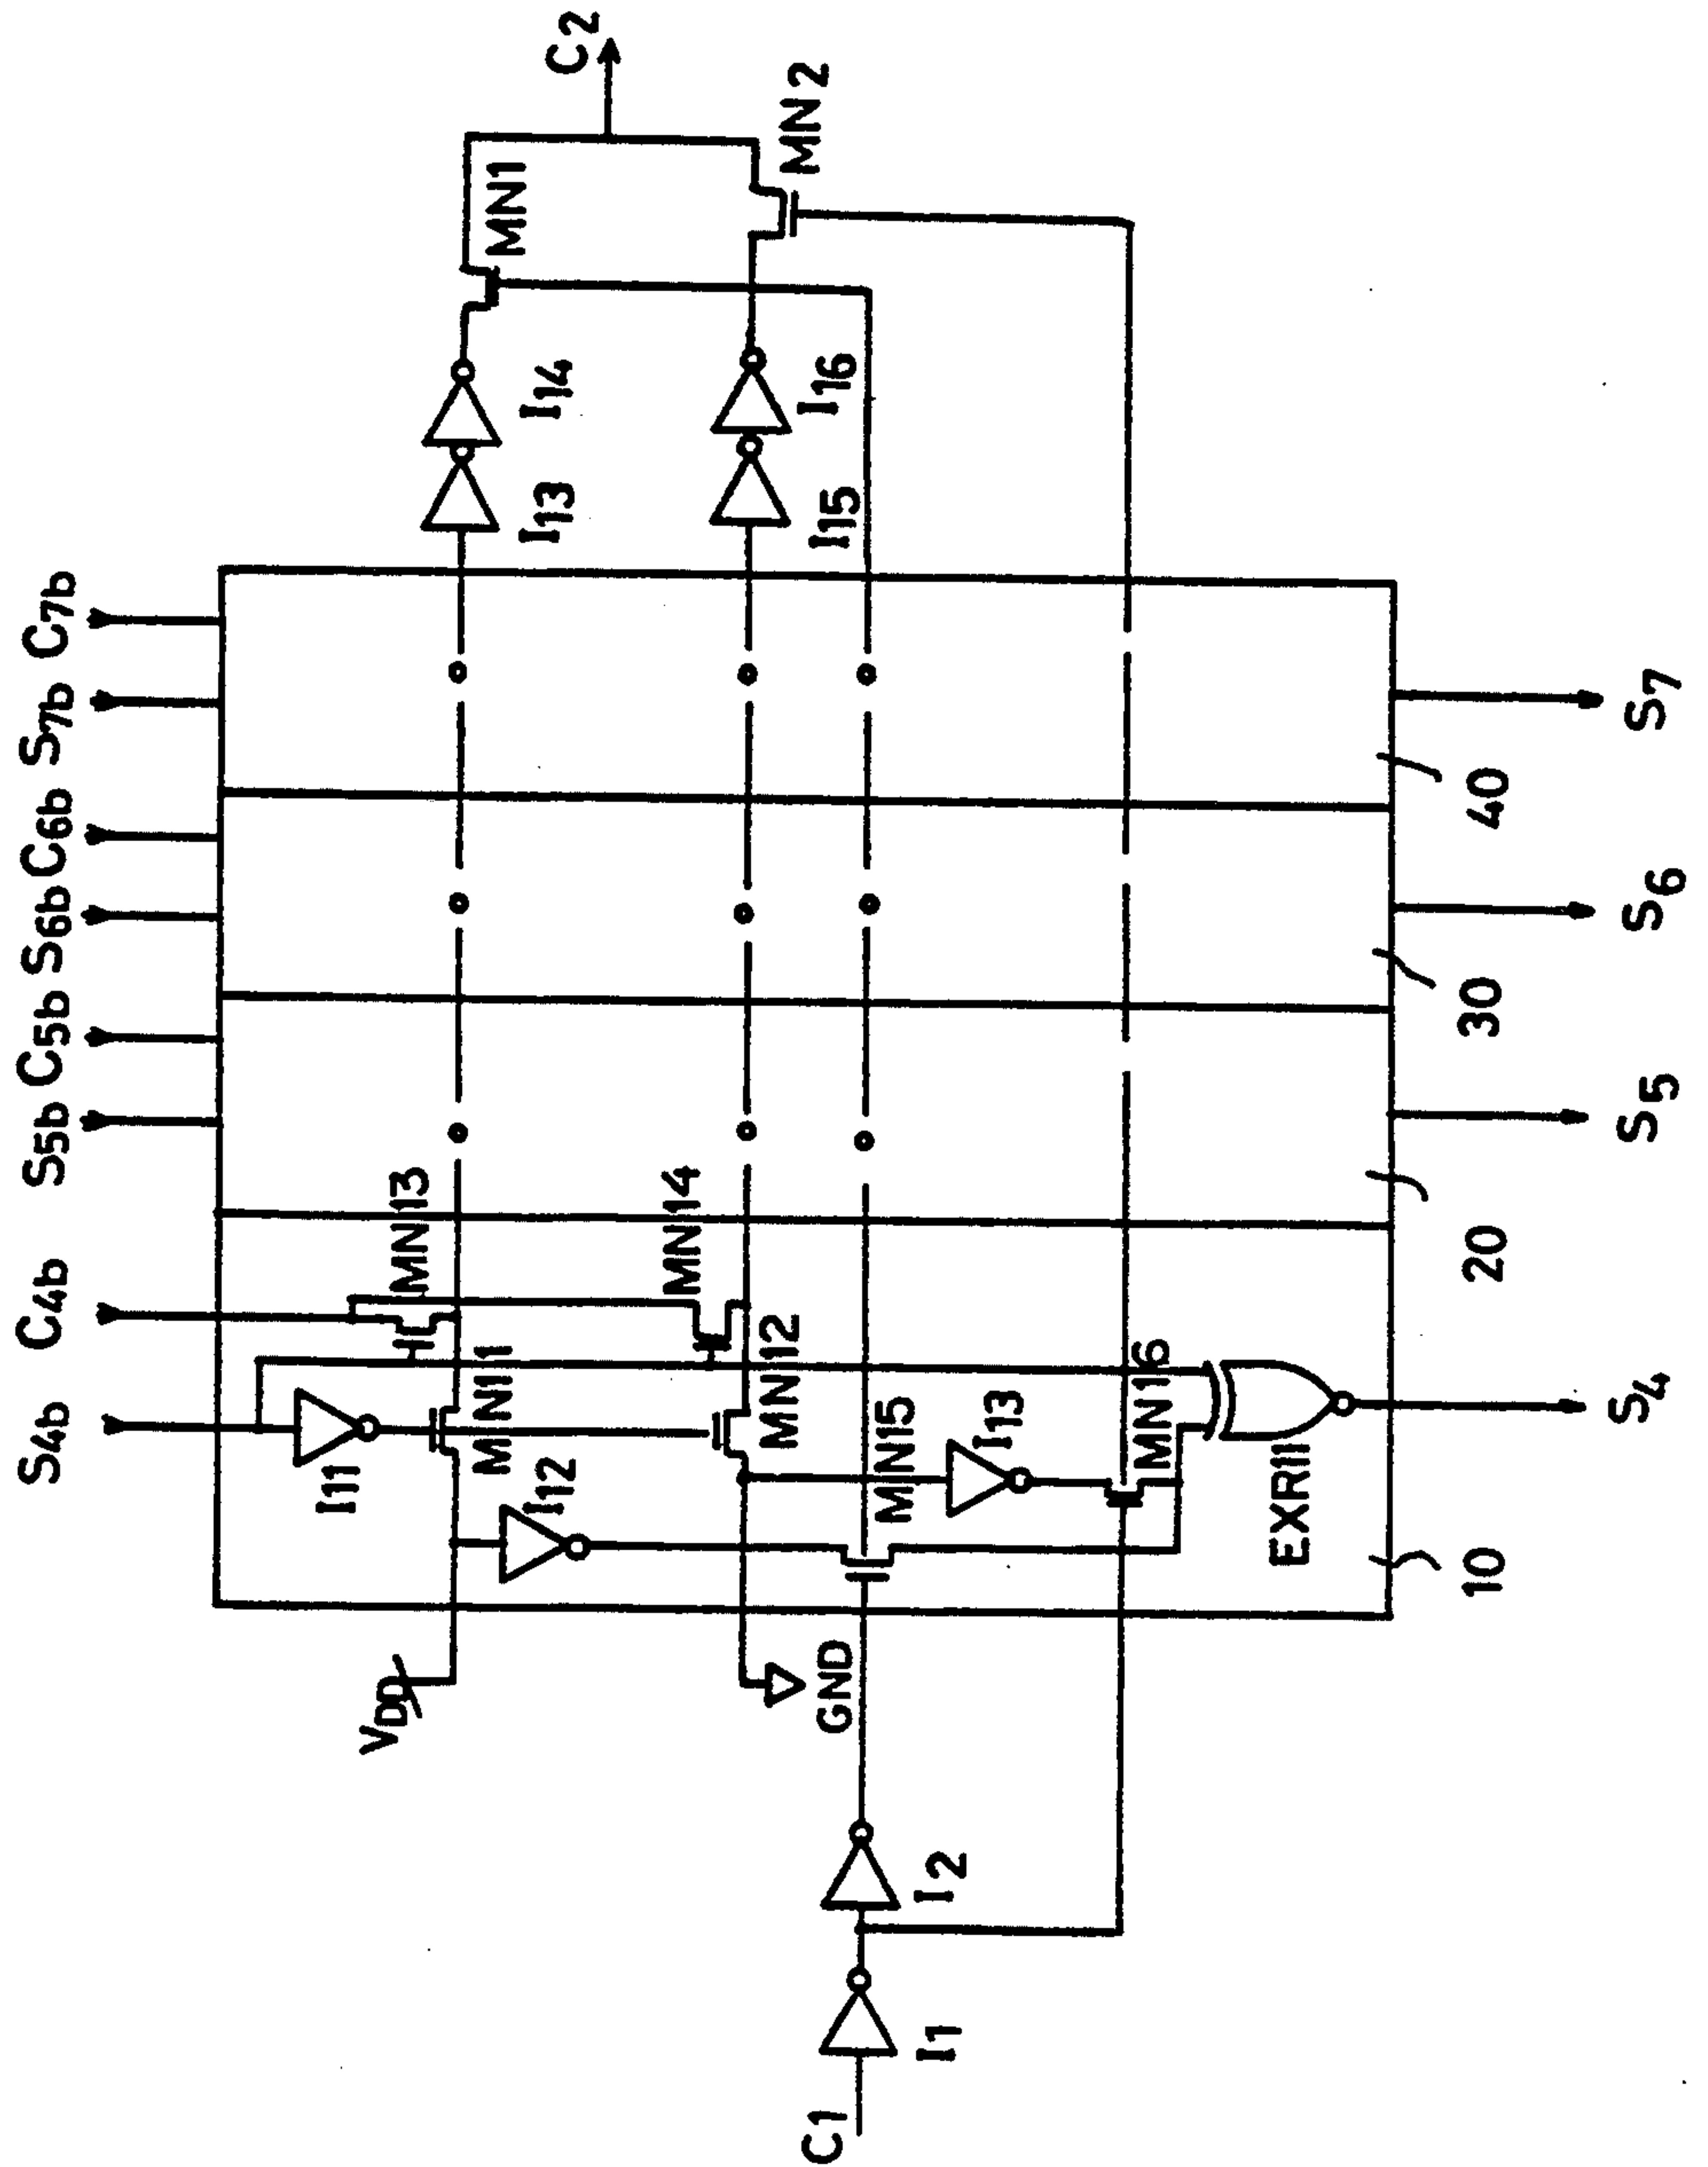 S4b C4b S5b C5b S6b C6b S7b C7b
I11
MN13
VDD
MN11
I12
I13
I14
MN1
C2
MN14
MN12
GND
MN15
I13
I15
I16
MN2
C1
I1
I2
MN16
EXR11
10
20
30
40
S4
S5
S6
S7